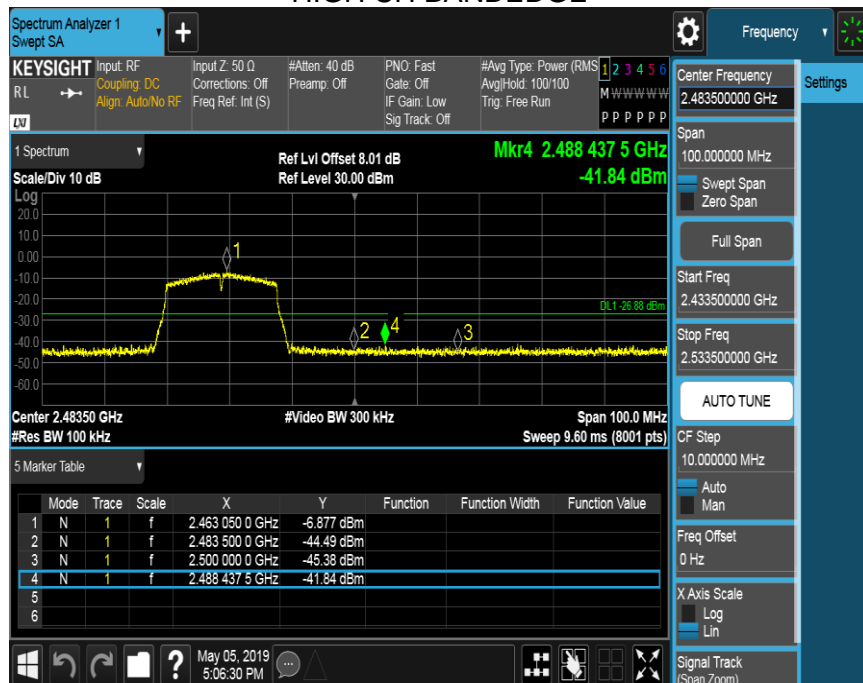 HIGH CH BANDEDGE
Spectrum Analyzer 1
Swept SA
+
Frequency
KEYSIGHT
RL
LXI
Input: RF
Coupling: DC
Align: Auto/No RF
Input Z: 50 Ω
Corrections: Off
Freq Ref: Int (S)
#Atten: 40 dB
Preamp: Off
PNO: Fast
Gate: Off
IF Gain: Low
Sig Track: Off
#Avg Type: Power (RMS
Avg|Hold: 100/100
Trig: Free Run
1 2 3 4 5 6
M W W W W W
P P P P P P
1 Spectrum
Scale/Div 10 dB
Ref Lvl Offset 8.01 dB
Ref Level 30.00 dBm
Mkr4 2.488 437 5 GHz
-41.84 dBm
Log
20.0
10.0
0.00
-10.0
-20.0
-30.0
-40.0
-50.0
-60.0
1
2
4
3
DL1 -26.88 dBm
Center 2.48350 GHz
#Res BW 100 kHz
#Video BW 300 kHz
Span 100.0 MHz
Sweep 9.60 ms (8001 pts)
5 Marker Table
Mode Trace Scale X Y Function Function Width Function Value
1 N 1 f 2.463 050 0 GHz -6.877 dBm
2 N 1 f 2.483 500 0 GHz -44.49 dBm
3 N 1 f 2.500 000 0 GHz -45.38 dBm
4 N 1 f 2.488 437 5 GHz -41.84 dBm
5
6
?
May 05, 2019
5:06:30 PM
Center Frequency
2.483500000 GHz
Settings
Span
100.000000 MHz
Swept Span
Zero Span
Full Span
Start Freq
2.433500000 GHz
Stop Freq
2.533500000 GHz
AUTO TUNE
CF Step
10.000000 MHz
Auto
Man
Freq Offset
0 Hz
X Axis Scale
Log
Lin
Signal Track
(Span Zoom)